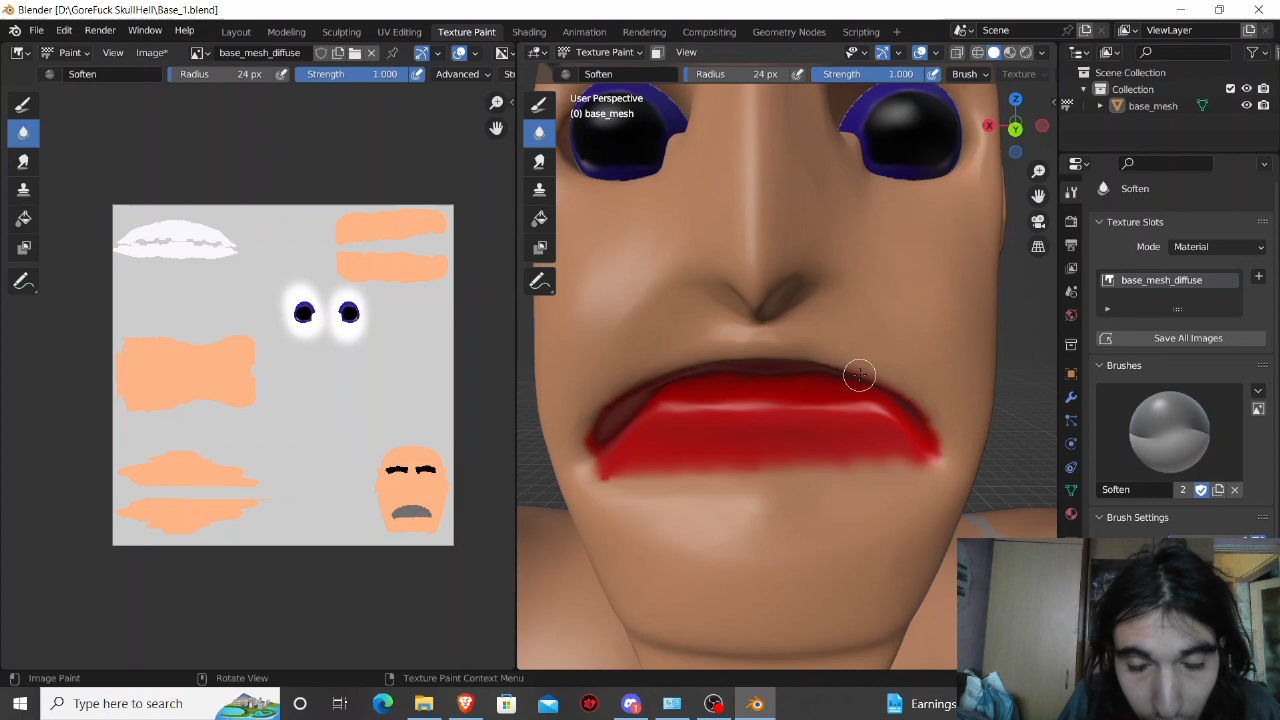 Blender [D:\GoreFuck SkullHell\Base_1.blend]
File Edit Render Window Help Layout Modeling Sculpting UV Editing Texture Paint Shading Animation Rendering Compositing Geometry Nodes Scripting Scene ViewLayer
Paint View Image* base_mesh_diffuse Texture Paint View
Soften Radius 24 px Strength 1.000 Advanced Soften Radius 24 px Strength 1.000 Brush Texture
Scene Collection
Collection
base_mesh
User Perspective
(0) base_mesh
Z
X
Y
Soften
Texture Slots
Mode Material
base_mesh_diffuse
Save All Images
Brushes
Soften 2
Brush Settings
Image Paint Rotate View Texture Paint Context Menu
Type here to search
1
Earnings